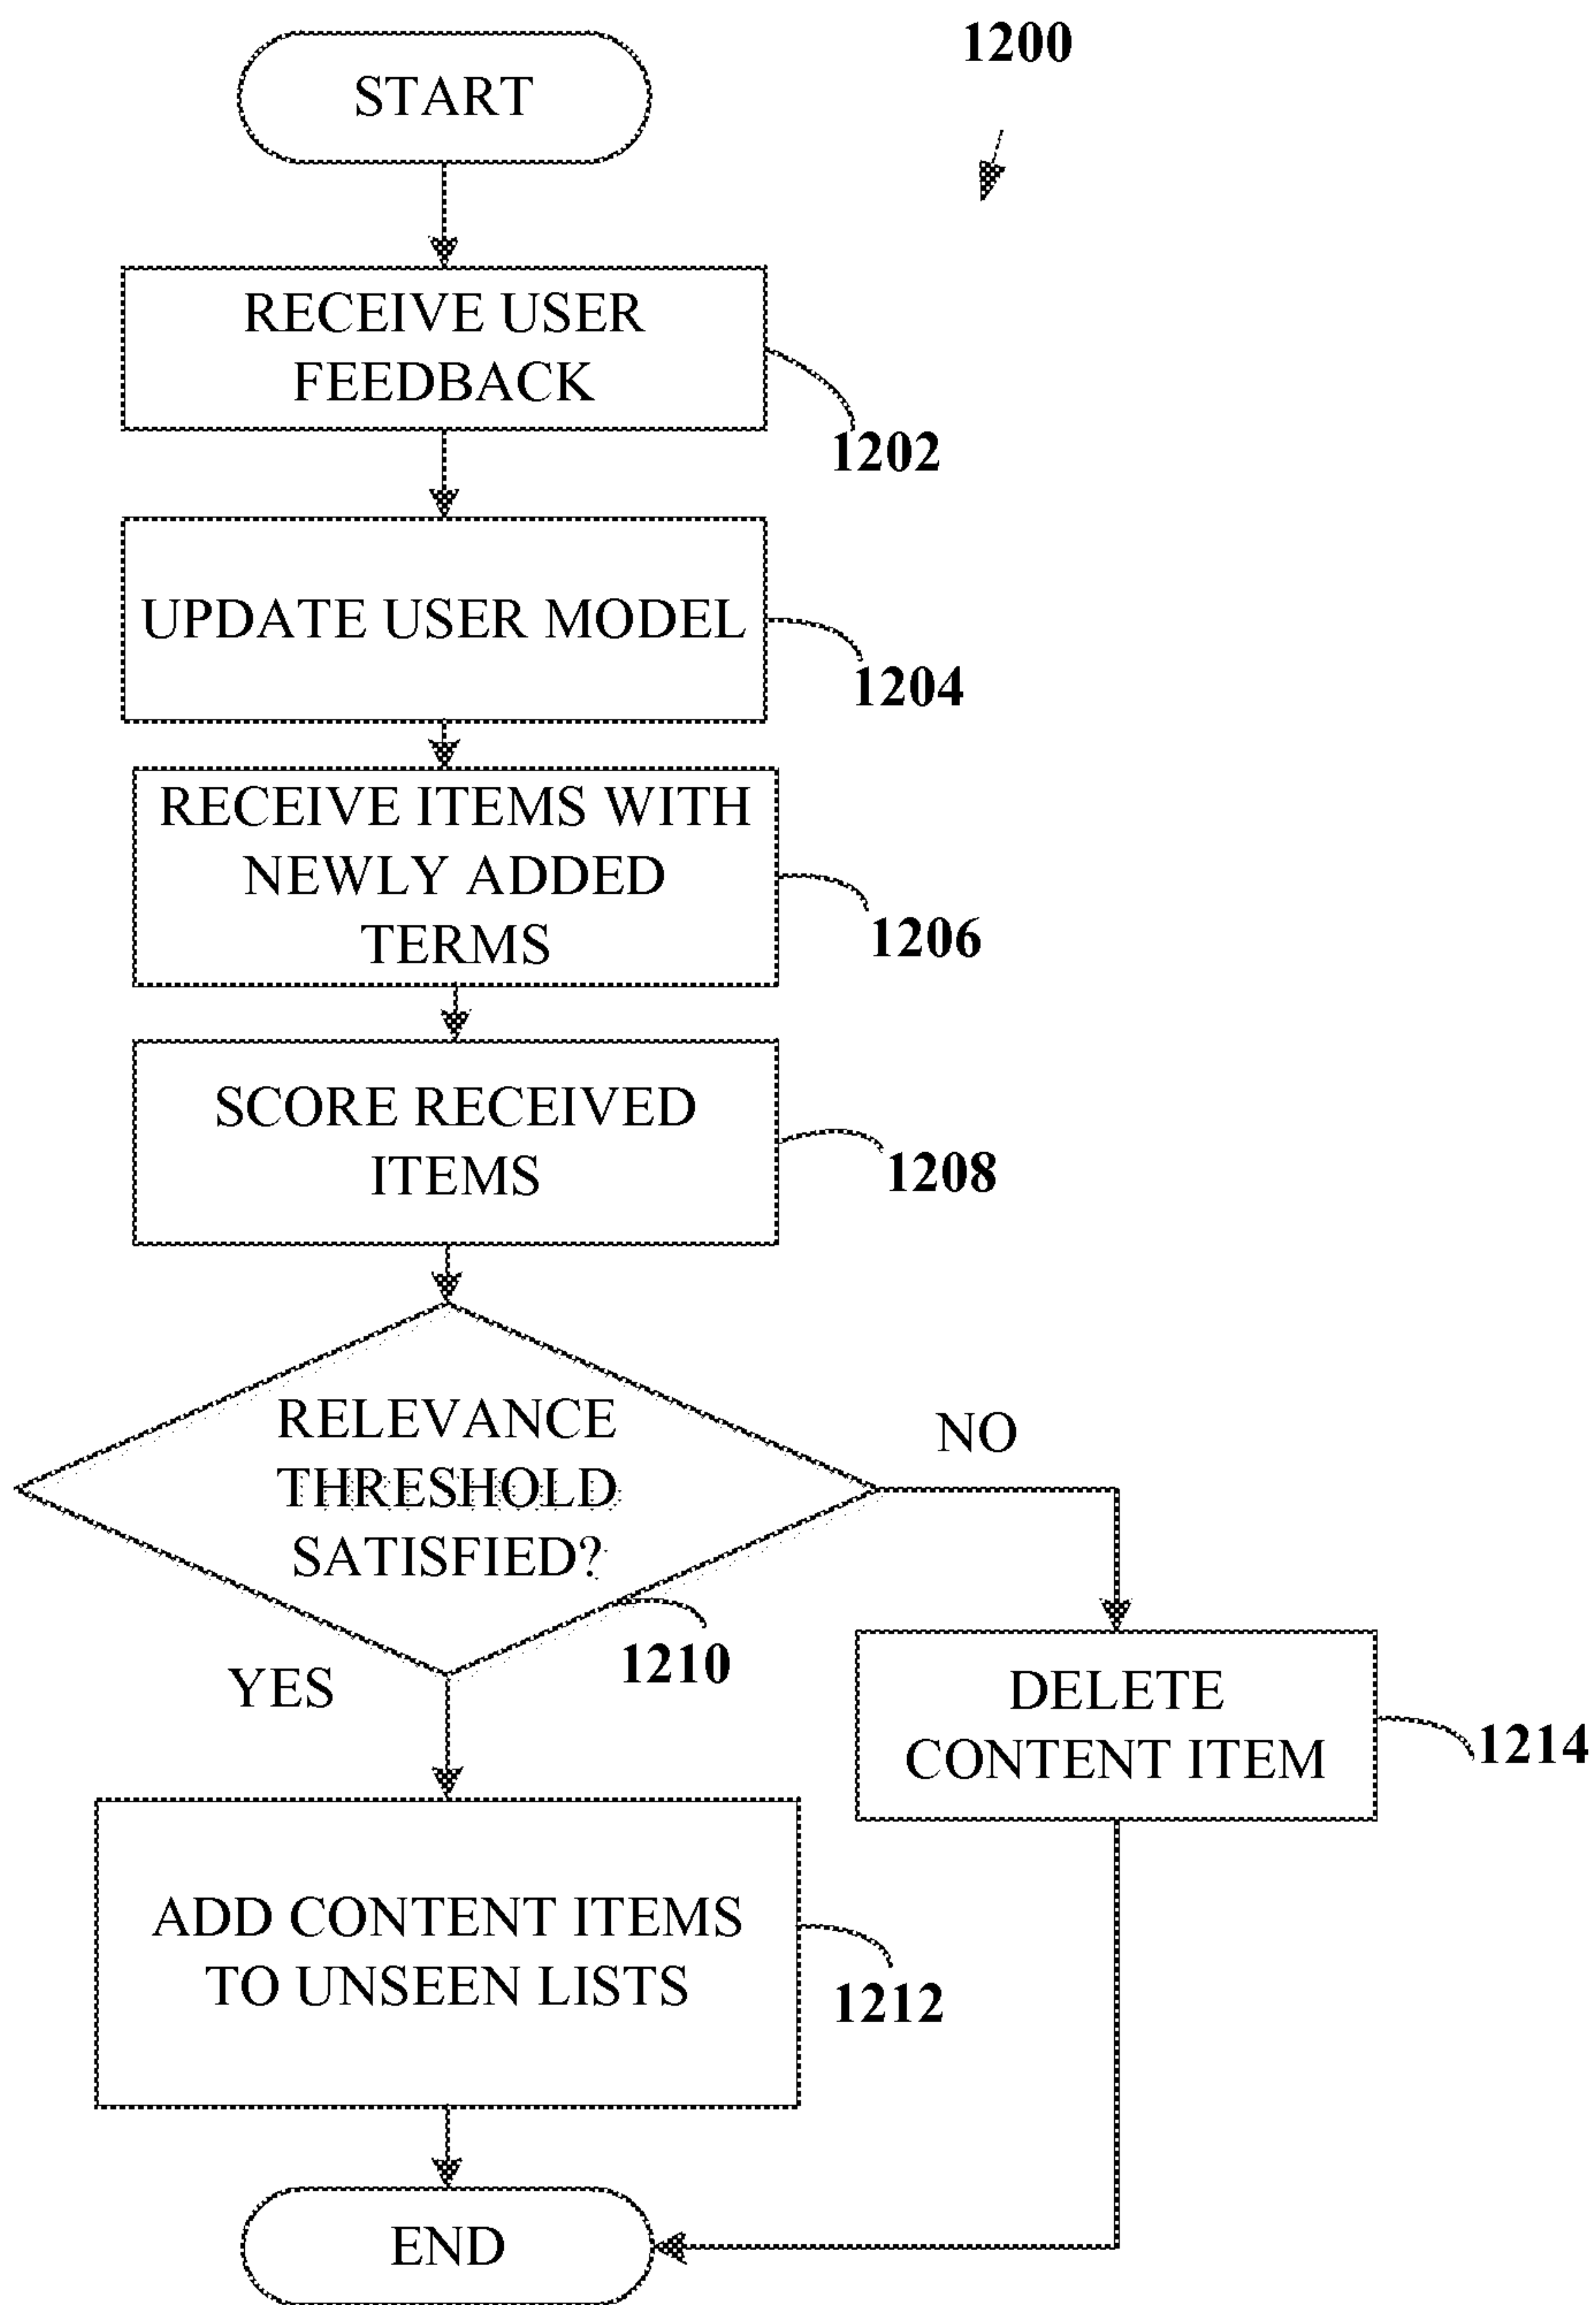 1200
START
RECEIVE USER
FEEDBACK
1202
UPDATE USER MODEL
1204
RECEIVE ITEMS WITH
NEWLY ADDED
TERMS
1206
SCORE RECEIVED
ITEMS
1208
RELEVANCE
THRESHOLD
SATISFIED?
1210
NO
YES
DELETE
CONTENT ITEM
1214
ADD CONTENT ITEMS
TO UNSEEN LISTS
1212
END